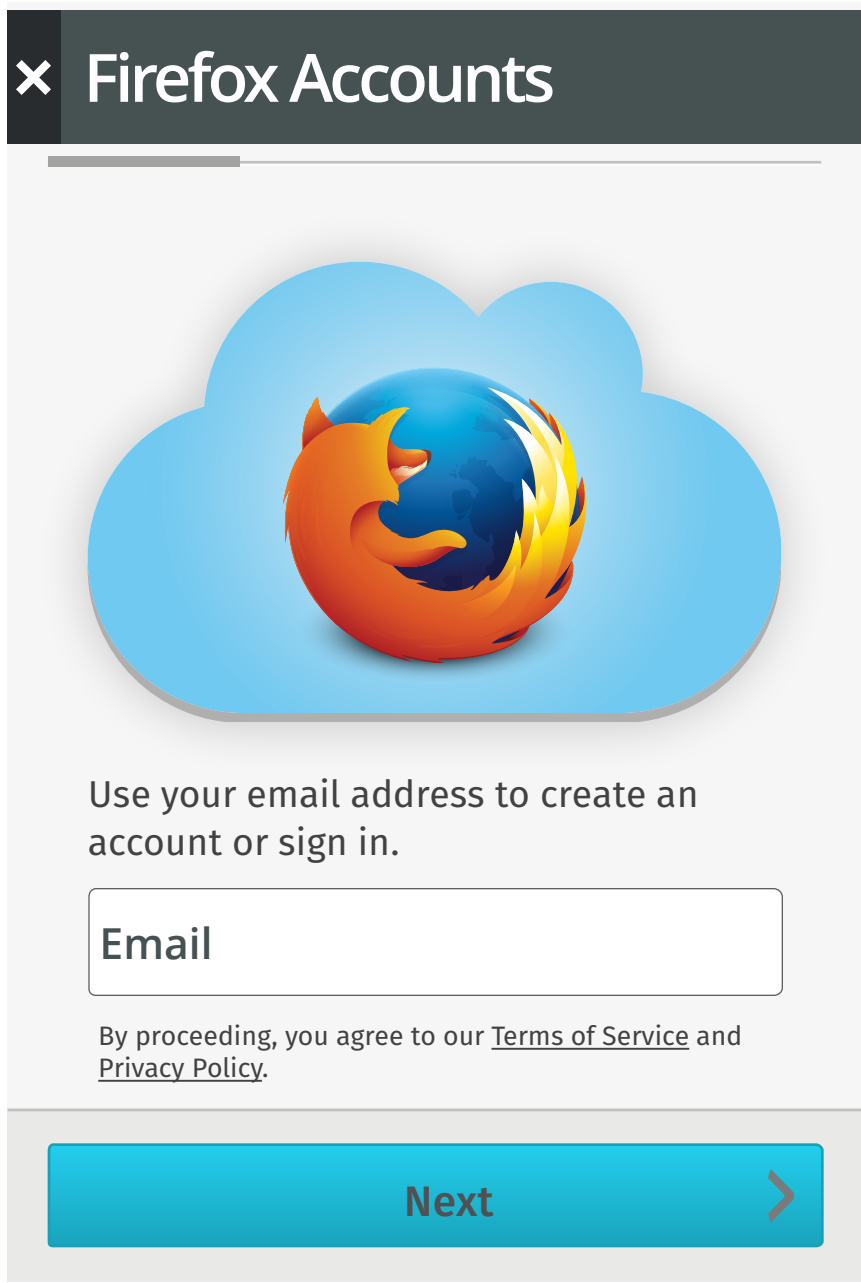 Firefox Accounts
Use your email address to create an
account or sign in.
Email
By proceeding, you agree to our Terms of Service and
Privacy Policy.
Next